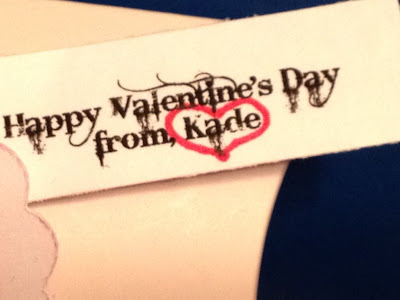 Happy Valentine's Day
from, Kade